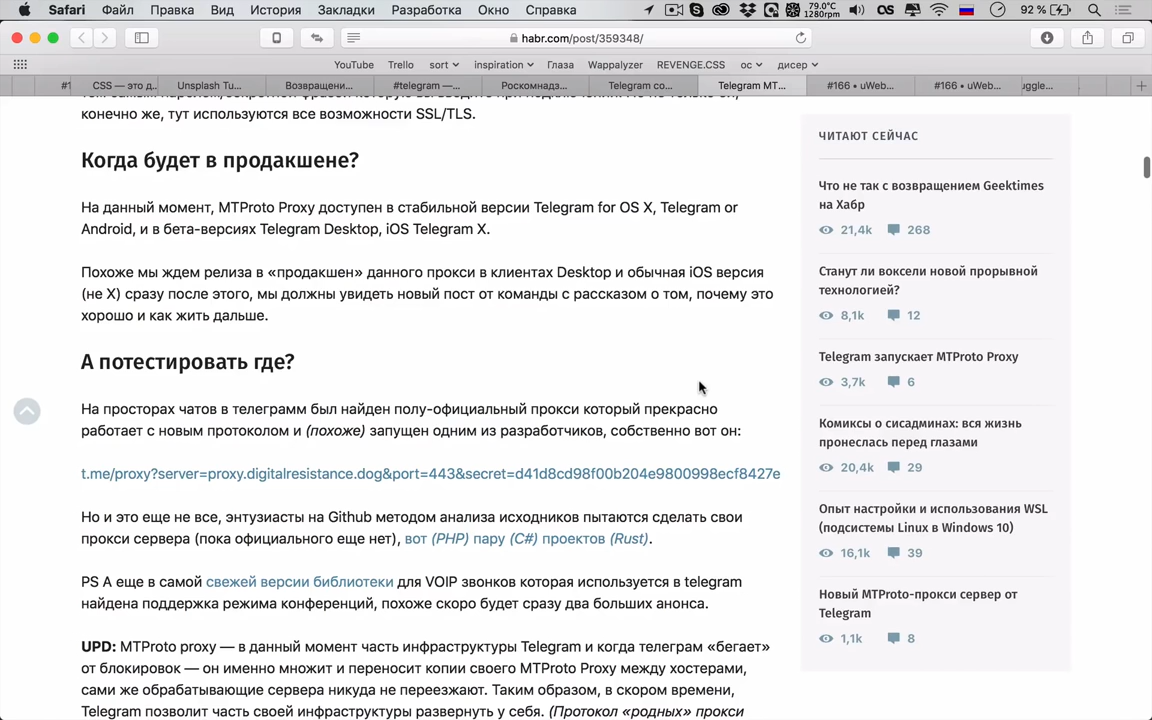 Safari Файл Правка Вид История Закладки Разработка Окно Справка 79.0°C 1280rpm 92 %
habr.com/post/359348/
YouTube Trello sort inspiration Глаза Wappalyzer REVENGE.CSS ос дисер
#1 CSS — это д... Unsplash Tu... Возвращени... #telegram —... Роскомнадз... Telegram co... Telegram MT... #166 • uWeb... #166 • uWeb... uggle...
конечно же, тут используются все возможности SSL/TLS.
Когда будет в продакшене?
На данный момент, MTProto Proxy доступен в стабильной версии Telegram for OS X, Telegram or
Android, и в бета-версиях Telegram Desktop, iOS Telegram X.
Похоже мы ждем релиза в «продакшен» данного прокси в клиентах Desktop и обычная iOS версия
(не X) сразу после этого, мы должны увидеть новый пост от команды с рассказом о том, почему это
хорошо и как жить дальше.
А потестировать где?
На просторах чатов в телеграмм был найден полу-официальный прокси который прекрасно
работает с новым протоколом и (похоже) запущен одним из разработчиков, собственно вот он:
t.me/proxy?server=proxy.digitalresistance.dog&port=443&secret=d41d8cd98f00b204e9800998ecf8427e
Но и это еще не все, энтузиасты на Github методом анализа исходников пытаются сделать свои
прокси сервера (пока официального еще нет), вот (PHP) пару (C#) проектов (Rust).
PS А еще в самой свежей версии библиотеки для VOIP звонков которая используется в telegram
найдена поддержка режима конференций, похоже скоро будет сразу два больших анонса.
UPD: MTProto proxy — в данный момент часть инфраструктуры Telegram и когда телеграм «бегает»
от блокировок — он именно множит и переносит копии своего MTProto Proxy между хостерами,
сами же обрабатывающие сервера никуда не переезжают. Таким образом, в скором времени,
Telegram позволит часть своей инфраструктуры развернуть у себя. (Протокол «родных» прокси
ЧИТАЮТ СЕЙЧАС
Что не так с возвращением Geektimes
на Хабр
21,4k 268
Станут ли воксели новой прорывной
технологией?
8,1k 12
Telegram запускает MTProto Proxy
3,7k 6
Комиксы о сисадминах: вся жизнь
пронеслась перед глазами
20,4k 29
Опыт настройки и использования WSL
(подсистемы Linux в Windows 10)
16,1k 39
Новый MTProto-прокси сервер от
Telegram
1,1k 8